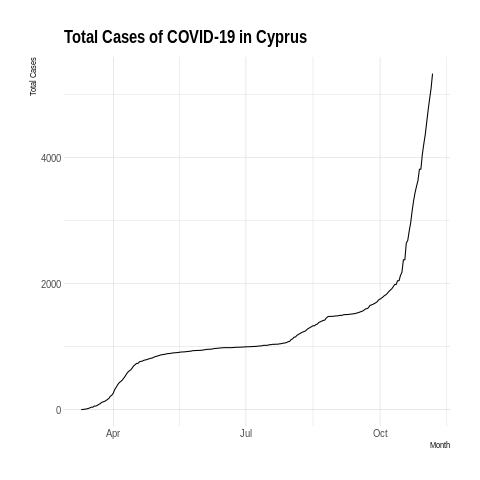 Total Cases of COVID-19 in Cyprus
Total Cases
4000
2000
0
Apr Jul Oct
Month